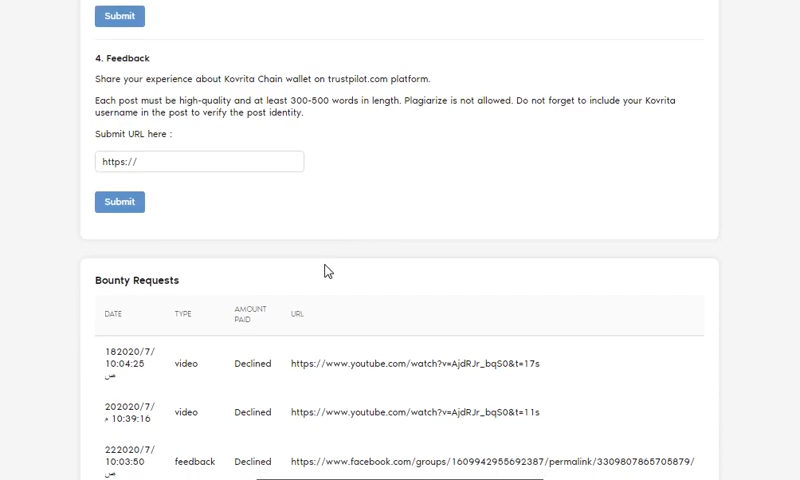 Submit
4. Feedback
Share your experience about Kovrita Chain wallet on trustpilot.com platform.
Each post must be high-quality and at least 300-500 words in length. Plagiarize is not allowed. Do not forget to include your Kovrita
username in the post to verify the post identity.
Submit URL here :
https://
Submit
Bounty Requests
DATE TYPE AMOUNT PAID URL
182020/7/
10:04:25
ص
video Declined https://www.youtube.com/watch?v=AjdRJr_bqS0&t=17s
202020/7/
10:39:16 م
video Declined https://www.youtube.com/watch?v=AjdRJr_bqS0&t=11s
222020/7/
10:03:50
ص
feedback Declined https://www.facebook.com/groups/1609942955692387/permalink/3309807865705879/